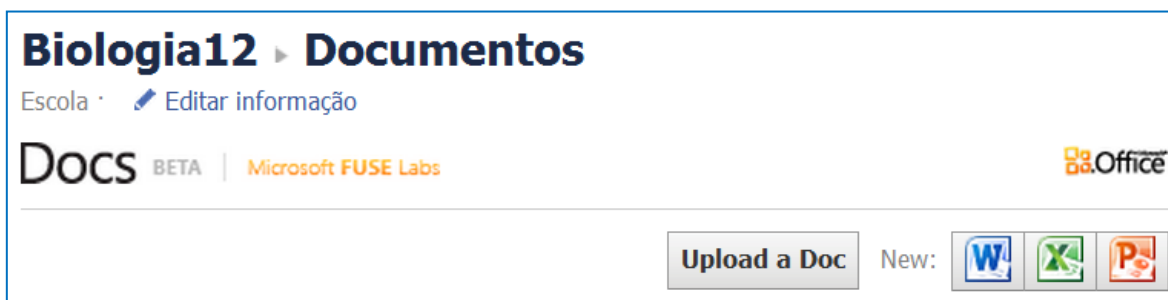 Biologia12 ▸ Documentos
Escola · Editar informação
Docs BETA | Microsoft FUSE Labs
Office
Upload a Doc New: